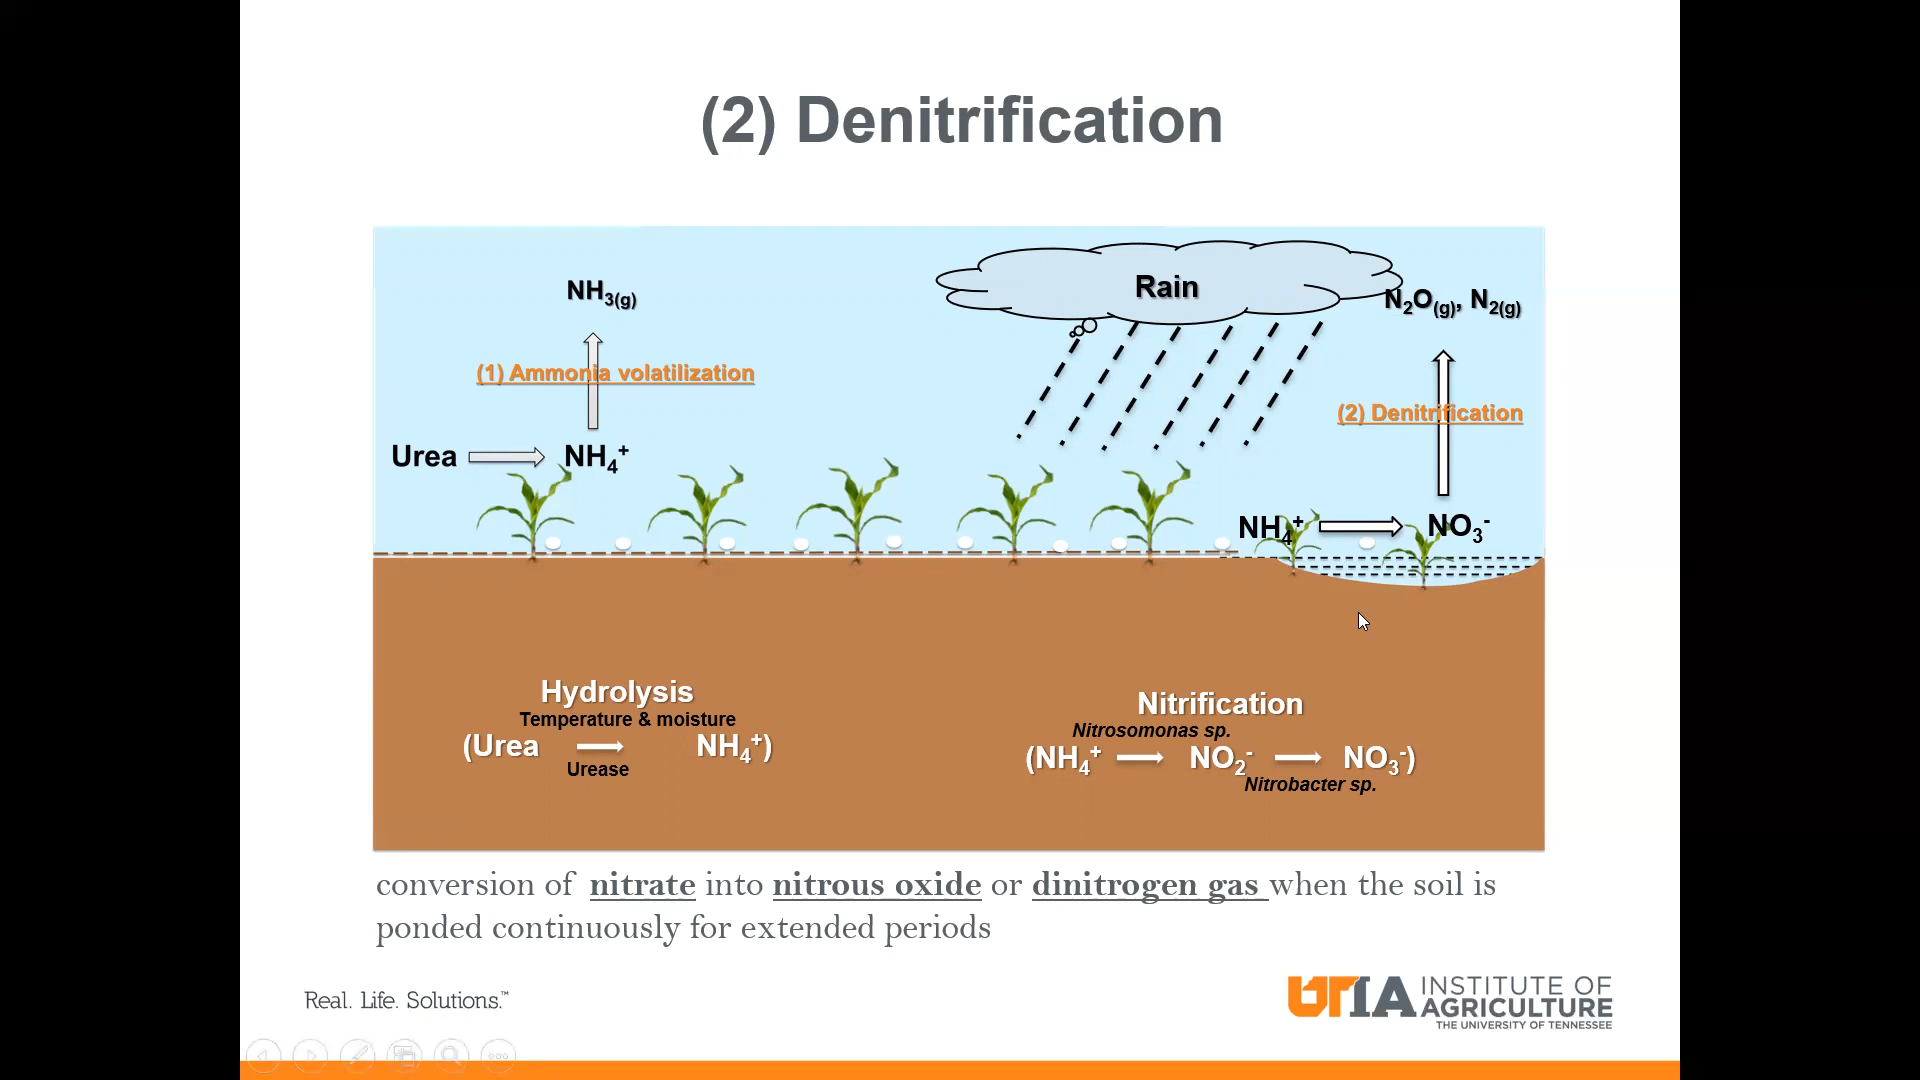 (2) Denitrification
Rain
NH₃(g)
N₂O(g), N₂(g)
(1) Ammonia volatilization
(2) Denitrification
Urea NH₄⁺
NH₄⁺ NO₃⁻
Hydrolysis
Temperature & moisture
(Urea NH₄⁺)
Urease
Nitrification
Nitrosomonas sp.
(NH₄⁺ NO₂⁻ NO₃⁻)
Nitrobacter sp.
conversion of nitrate into nitrous oxide or dinitrogen gas when the soil is
ponded continuously for extended periods
Real. Life. Solutions.™
UTIA INSTITUTE OF
AGRICULTURE
THE UNIVERSITY OF TENNESSEE